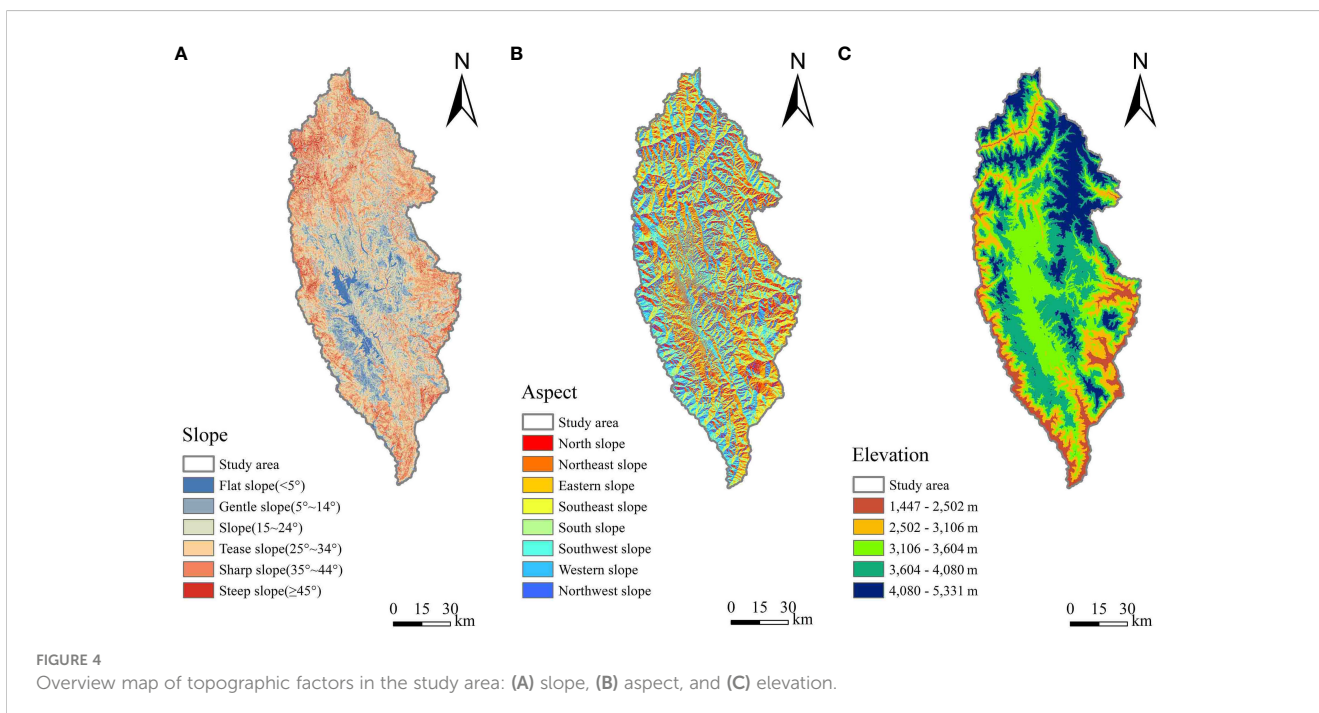 A
N
Slope
Study area
Flat slope(<5°)
Gentle slope(5°~14°)
Slope(15~24°)
Tease slope(25°~34°)
Sharp slope(35°~44°)
Steep slope(≥45°)
0 15 30
km
B
N
Aspect
Study area
North slope
Northeast slope
Eastern slope
Southeast slope
South slope
Southwest slope
Western slope
Northwest slope
0 15 30
km
C
N
Elevation
Study area
1,447 - 2,502 m
2,502 - 3,106 m
3,106 - 3,604 m
3,604 - 4,080 m
4,080 - 5,331 m
0 15 30
km
FIGURE 4
Overview map of topographic factors in the study area: (A) slope, (B) aspect, and (C) elevation.